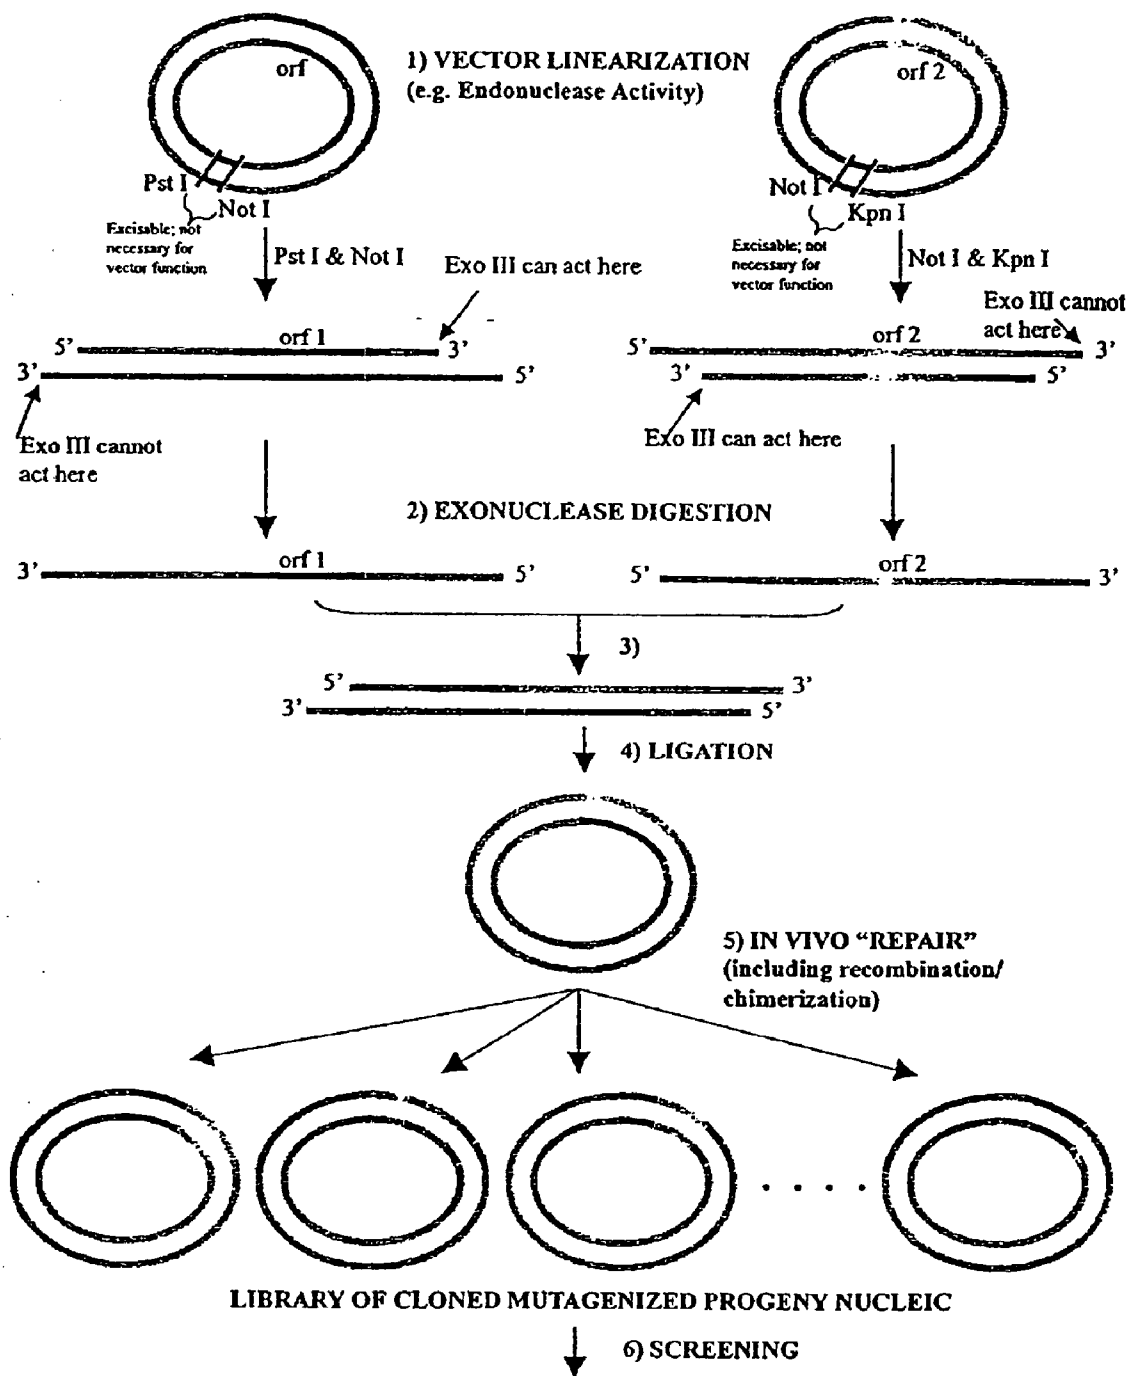 orf
1) VECTOR LINEARIZATION
(e.g. Endonuclease Activity)
orf 2
Pst I
Not I
Excisable; not
necessary for
vector function
Pst I & Not I
Exo III can act here
Not I
Kpn I
Excisable; not
necessary for
vector function
Not I & Kpn I
Exo III cannot
act here
5' orf 1 3'
3' 5'
5' orf 2 3'
3' 5'
Exo III cannot
act here
Exo III can act here
2) EXONUCLEASE DIGESTION
3' orf 1 5'
5' orf 2 3'
3)
5' 3'
3' 5'
4) LIGATION
5) IN VIVO “REPAIR”
(including recombination/
chimerization)
. . . .
LIBRARY OF CLONED MUTAGENIZED PROGENY NUCLEIC
6) SCREENING